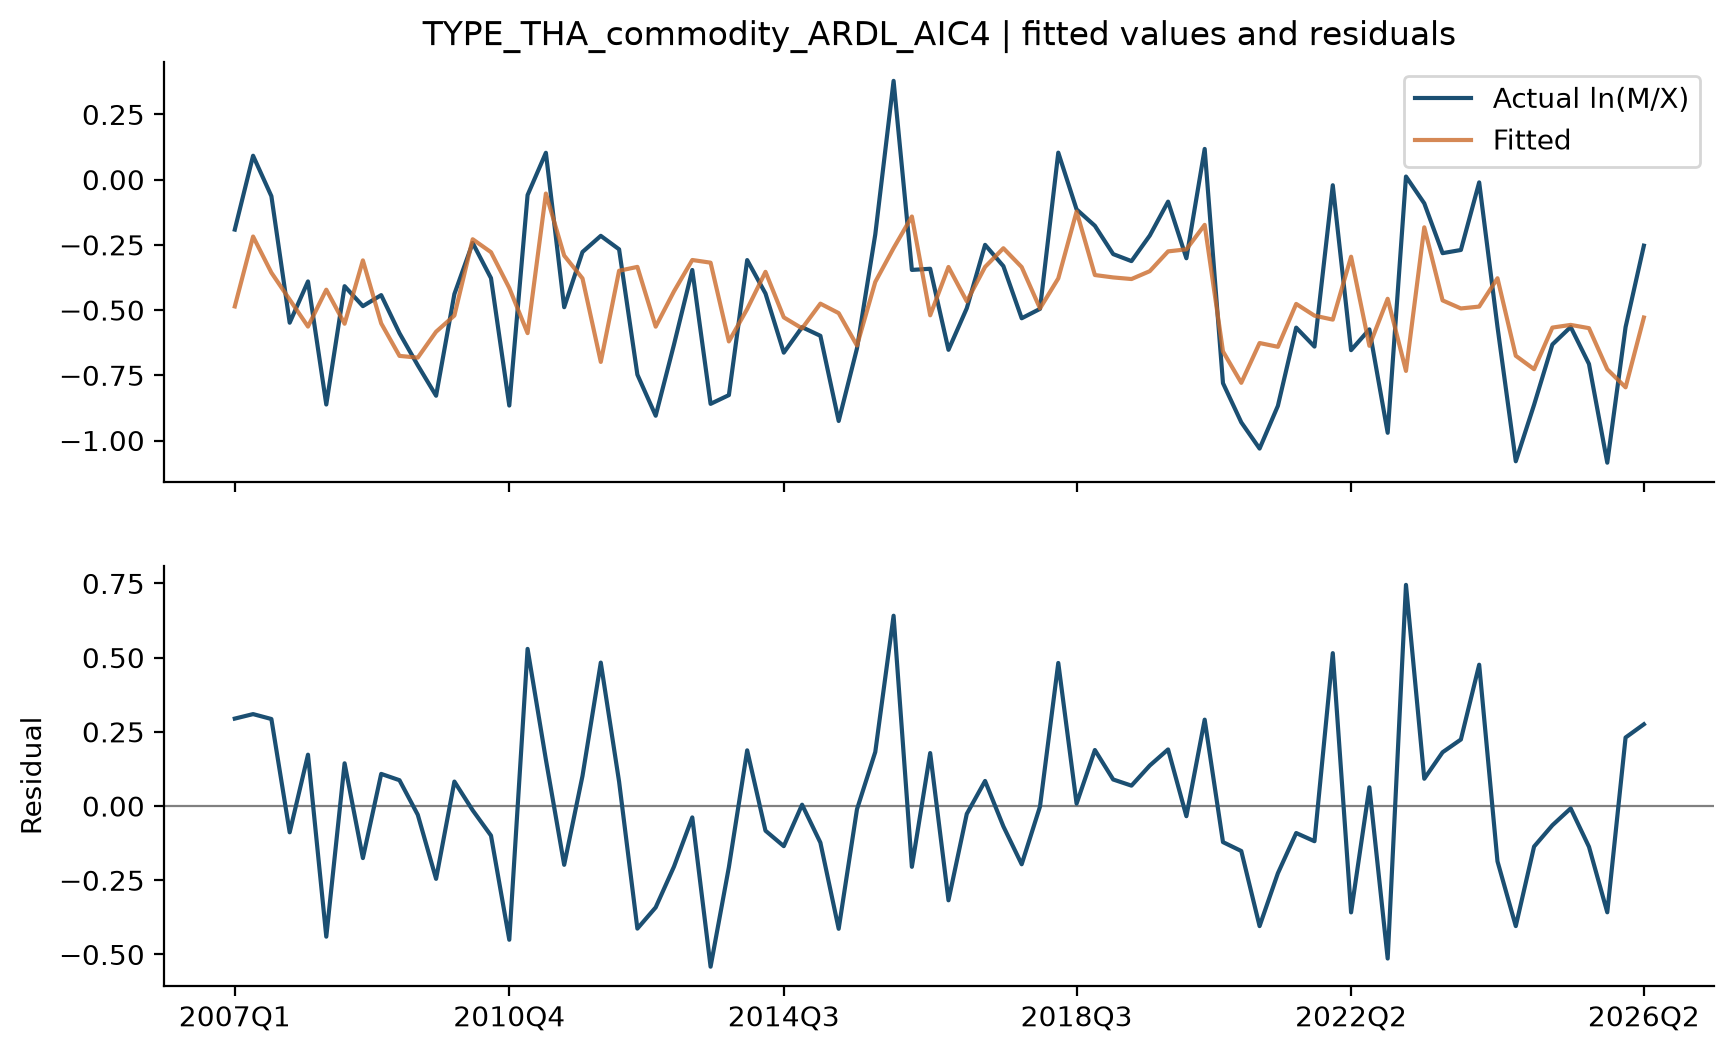 TYPE_THA_commodity_ARDL_AIC4 | fitted values and residuals
Actual ln(M/X)
Fitted
0.25
0.00
−0.25
−0.50
−0.75
−1.00
Residual
0.75
0.50
0.25
0.00
−0.25
−0.50
2007Q1 2010Q4 2014Q3 2018Q3 2022Q2 2026Q2